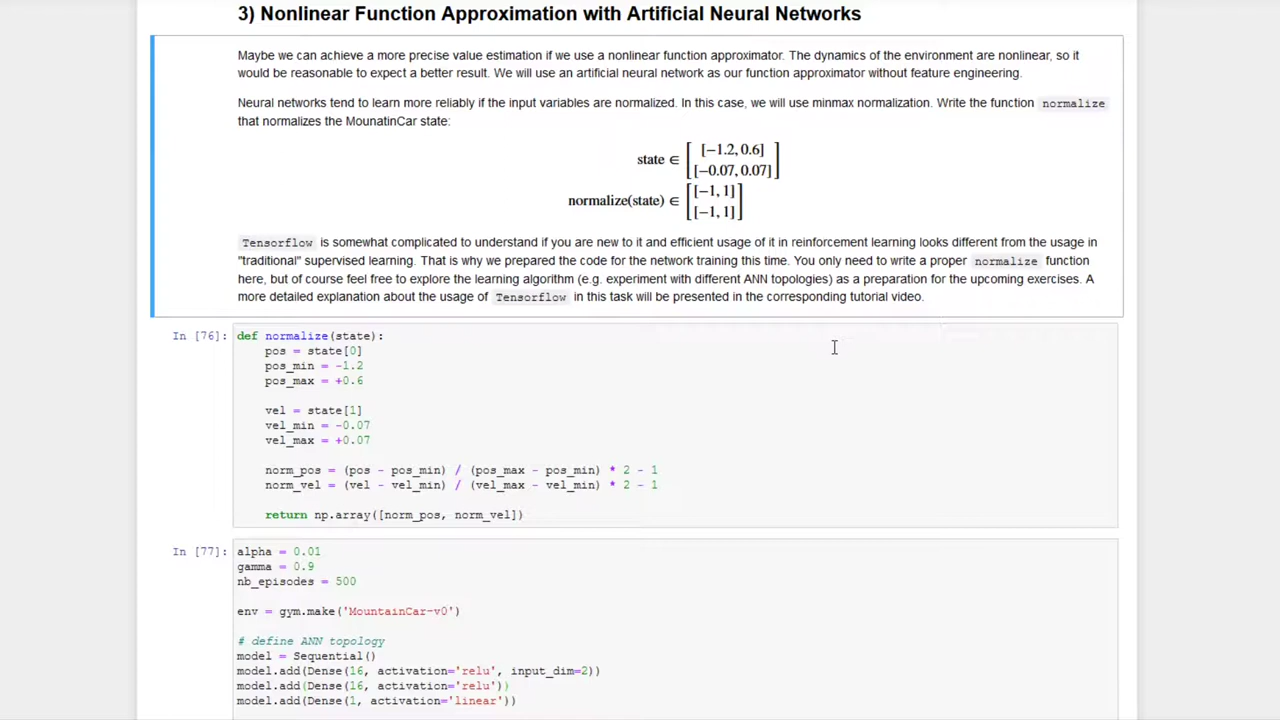 3) Nonlinear Function Approximation with Artificial Neural Networks
Maybe we can achieve a more precise value estimation if we use a nonlinear function approximator. The dynamics of the environment are nonlinear, so it
would be reasonable to expect a better result. We will use an artificial neural network as our function approximator without feature engineering.
Neural networks tend to learn more reliably if the input variables are normalized. In this case, we will use minmax normalization. Write the function normalize
that normalizes the MounatinCar state:
state ∈ [[−1.2, 0.6]
[−0.07, 0.07]]
normalize(state) ∈ [[−1, 1]
[−1, 1]]
Tensorflow is somewhat complicated to understand if you are new to it and efficient usage of it in reinforcement learning looks different from the usage in
"traditional" supervised learning. That is why we prepared the code for the network training this time. You only need to write a proper normalize function
here, but of course feel free to explore the learning algorithm (e.g. experiment with different ANN topologies) as a preparation for the upcoming exercises. A
more detailed explanation about the usage of Tensorflow in this task will be presented in the corresponding tutorial video.
In [76]: def normalize(state):
pos = state[0]
pos_min = -1.2
pos_max = +0.6
vel = state[1]
vel_min = -0.07
vel_max = +0.07
norm_pos = (pos - pos_min) / (pos_max - pos_min) * 2 - 1
norm_vel = (vel - vel_min) / (vel_max - vel_min) * 2 - 1
return np.array([norm_pos, norm_vel])
In [77]: alpha = 0.01
gamma = 0.9
nb_episodes = 500
env = gym.make('MountainCar-v0')
# define ANN topology
model = Sequential()
model.add(Dense(16, activation='relu', input_dim=2))
model.add(Dense(16, activation='relu'))
model.add(Dense(1, activation='linear'))